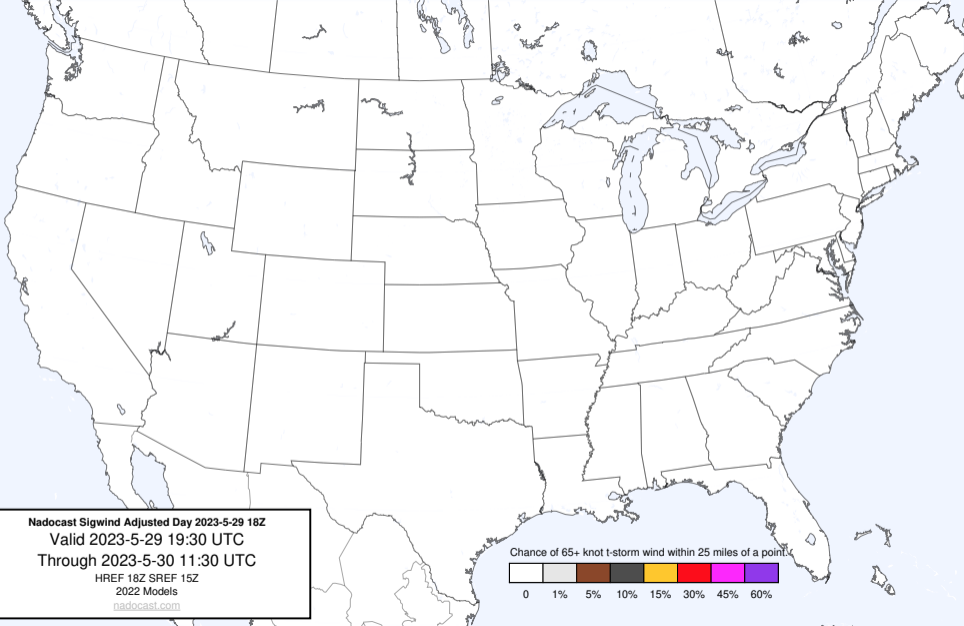 Nadocast Sigwind Adjusted Day 2023-5-29 18Z
Valid 2023-5-29 19:30 UTC
Through 2023-5-30 11:30 UTC
HREF 18Z SREF 15Z
2022 Models
nadocast.com
Chance of 65+ knot t-storm wind within 25 miles of a point.
0 1% 5% 10% 15% 30% 45% 60%